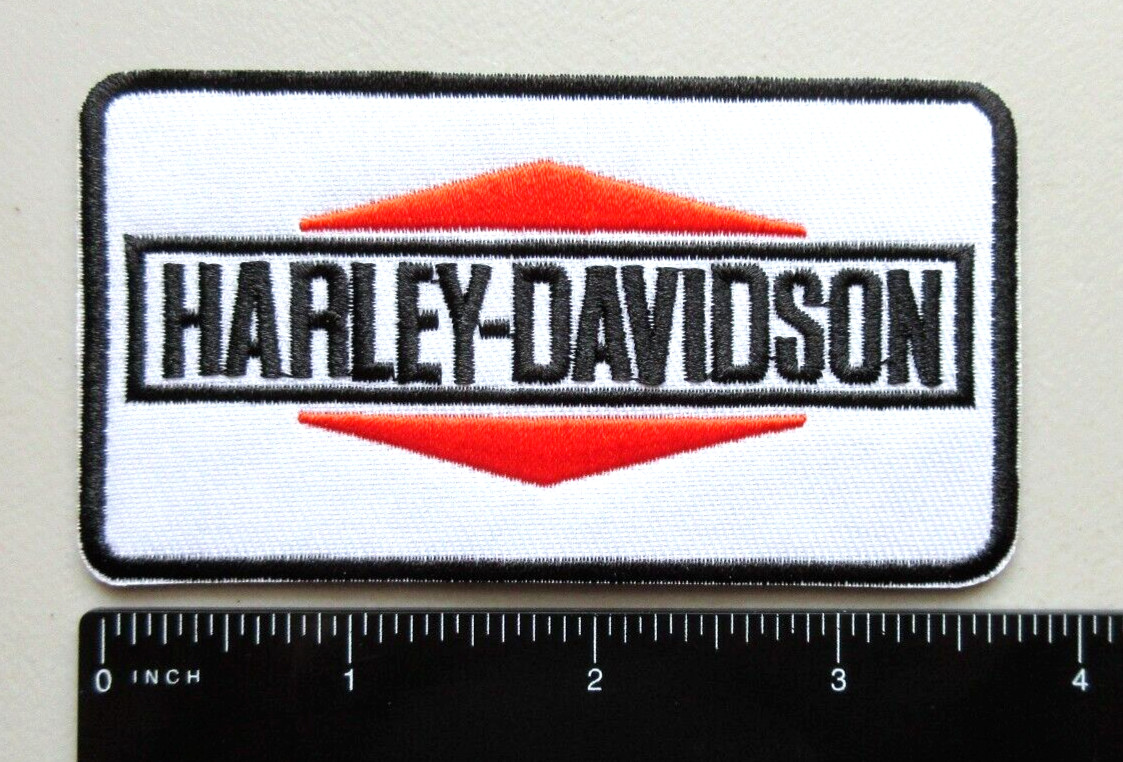 HARLEY-DAVIDSON
0 INCH 1 2 3 4